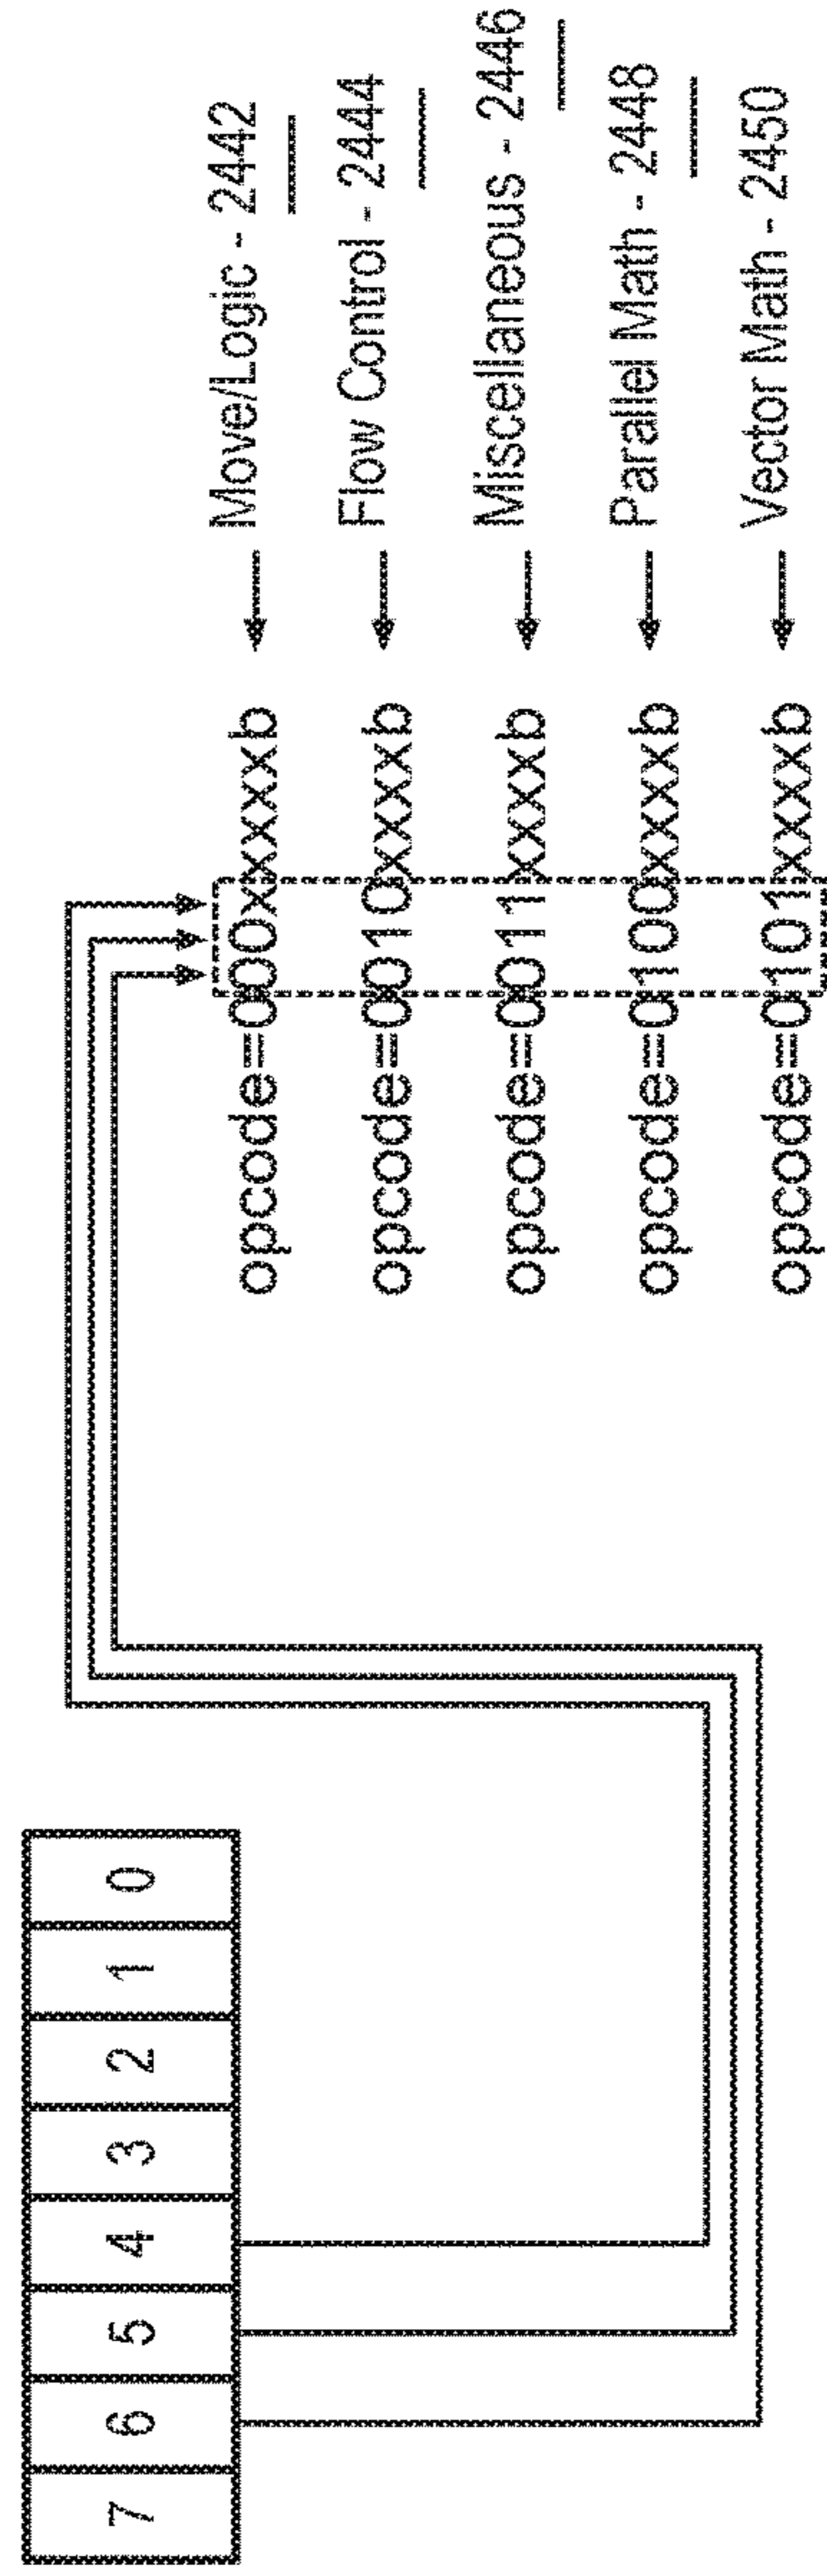 7 6 5 4 3 2 1 0
opcode=000xxxxxb ← Move/Logic - 2442
opcode=0010xxxxb ← Flow Control - 2444
opcode=0011xxxxb ← Miscellaneous - 2446
opcode=0100xxxxb ← Parallel Math - 2448
opcode=0101xxxxb ← Vector Math - 2450